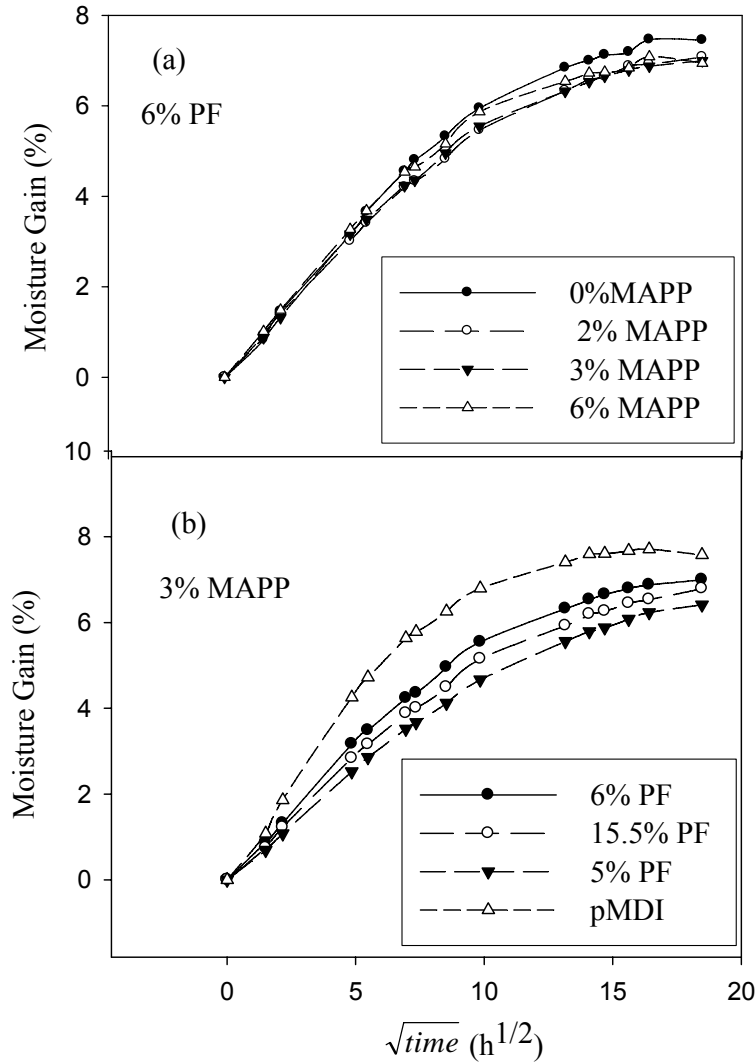 8
(a)
6% PF
6
4
2
0
Moisture Gain (%)
0%MAPP
2% MAPP
3% MAPP
6% MAPP
10
(b)
3% MAPP
8
6
4
2
0
Moisture Gain (%)
6% PF
15.5% PF
5% PF
pMDI
0 5 10 15 20
√time (h^1/2)